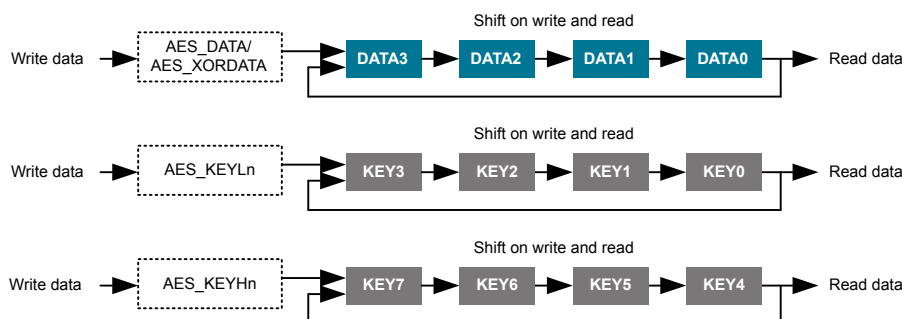 Shift on write and read
Write data
AES_DATA/
AES_XORDATA
DATA3
DATA2
DATA1
DATA0
Read data
Shift on write and read
Write data
AES_KEYLn
KEY3
KEY2
KEY1
KEY0
Read data
Shift on write and read
Write data
AES_KEYHn
KEY7
KEY6
KEY5
KEY4
Read data